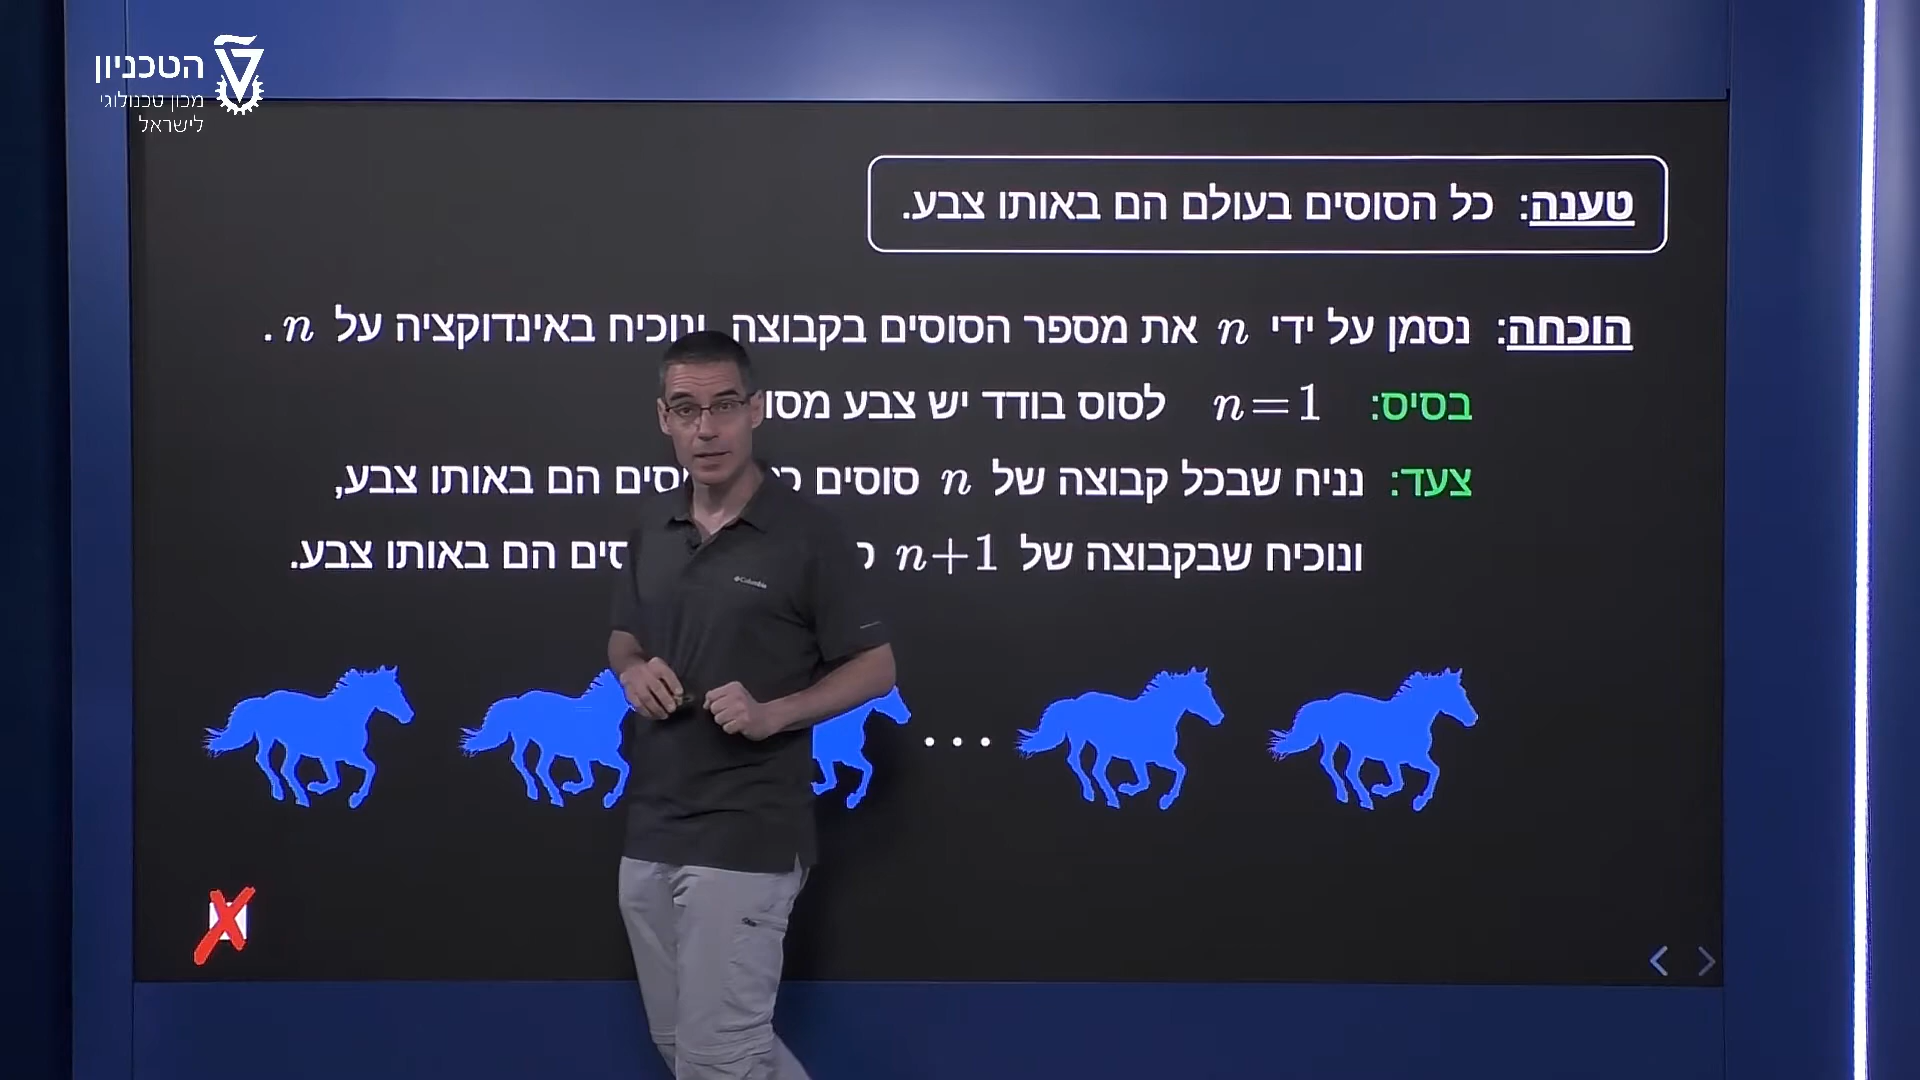 הטכניון
מכון טכנולוגי
לישראל
טענה: כל הסוסים בעולם הם באותו צבע.
הוכחה: נסמן על ידי n את מספר הסוסים בקבוצה ונוכיח באינדוקציה על n.
בסיס: n=1 לסוס בודד יש צבע
צעד: נניח שבכל קבוצה של n סוסים הם באותו צבע,
ונוכיח שבקבוצה של n+1 הם באותו צבע.
Columbia